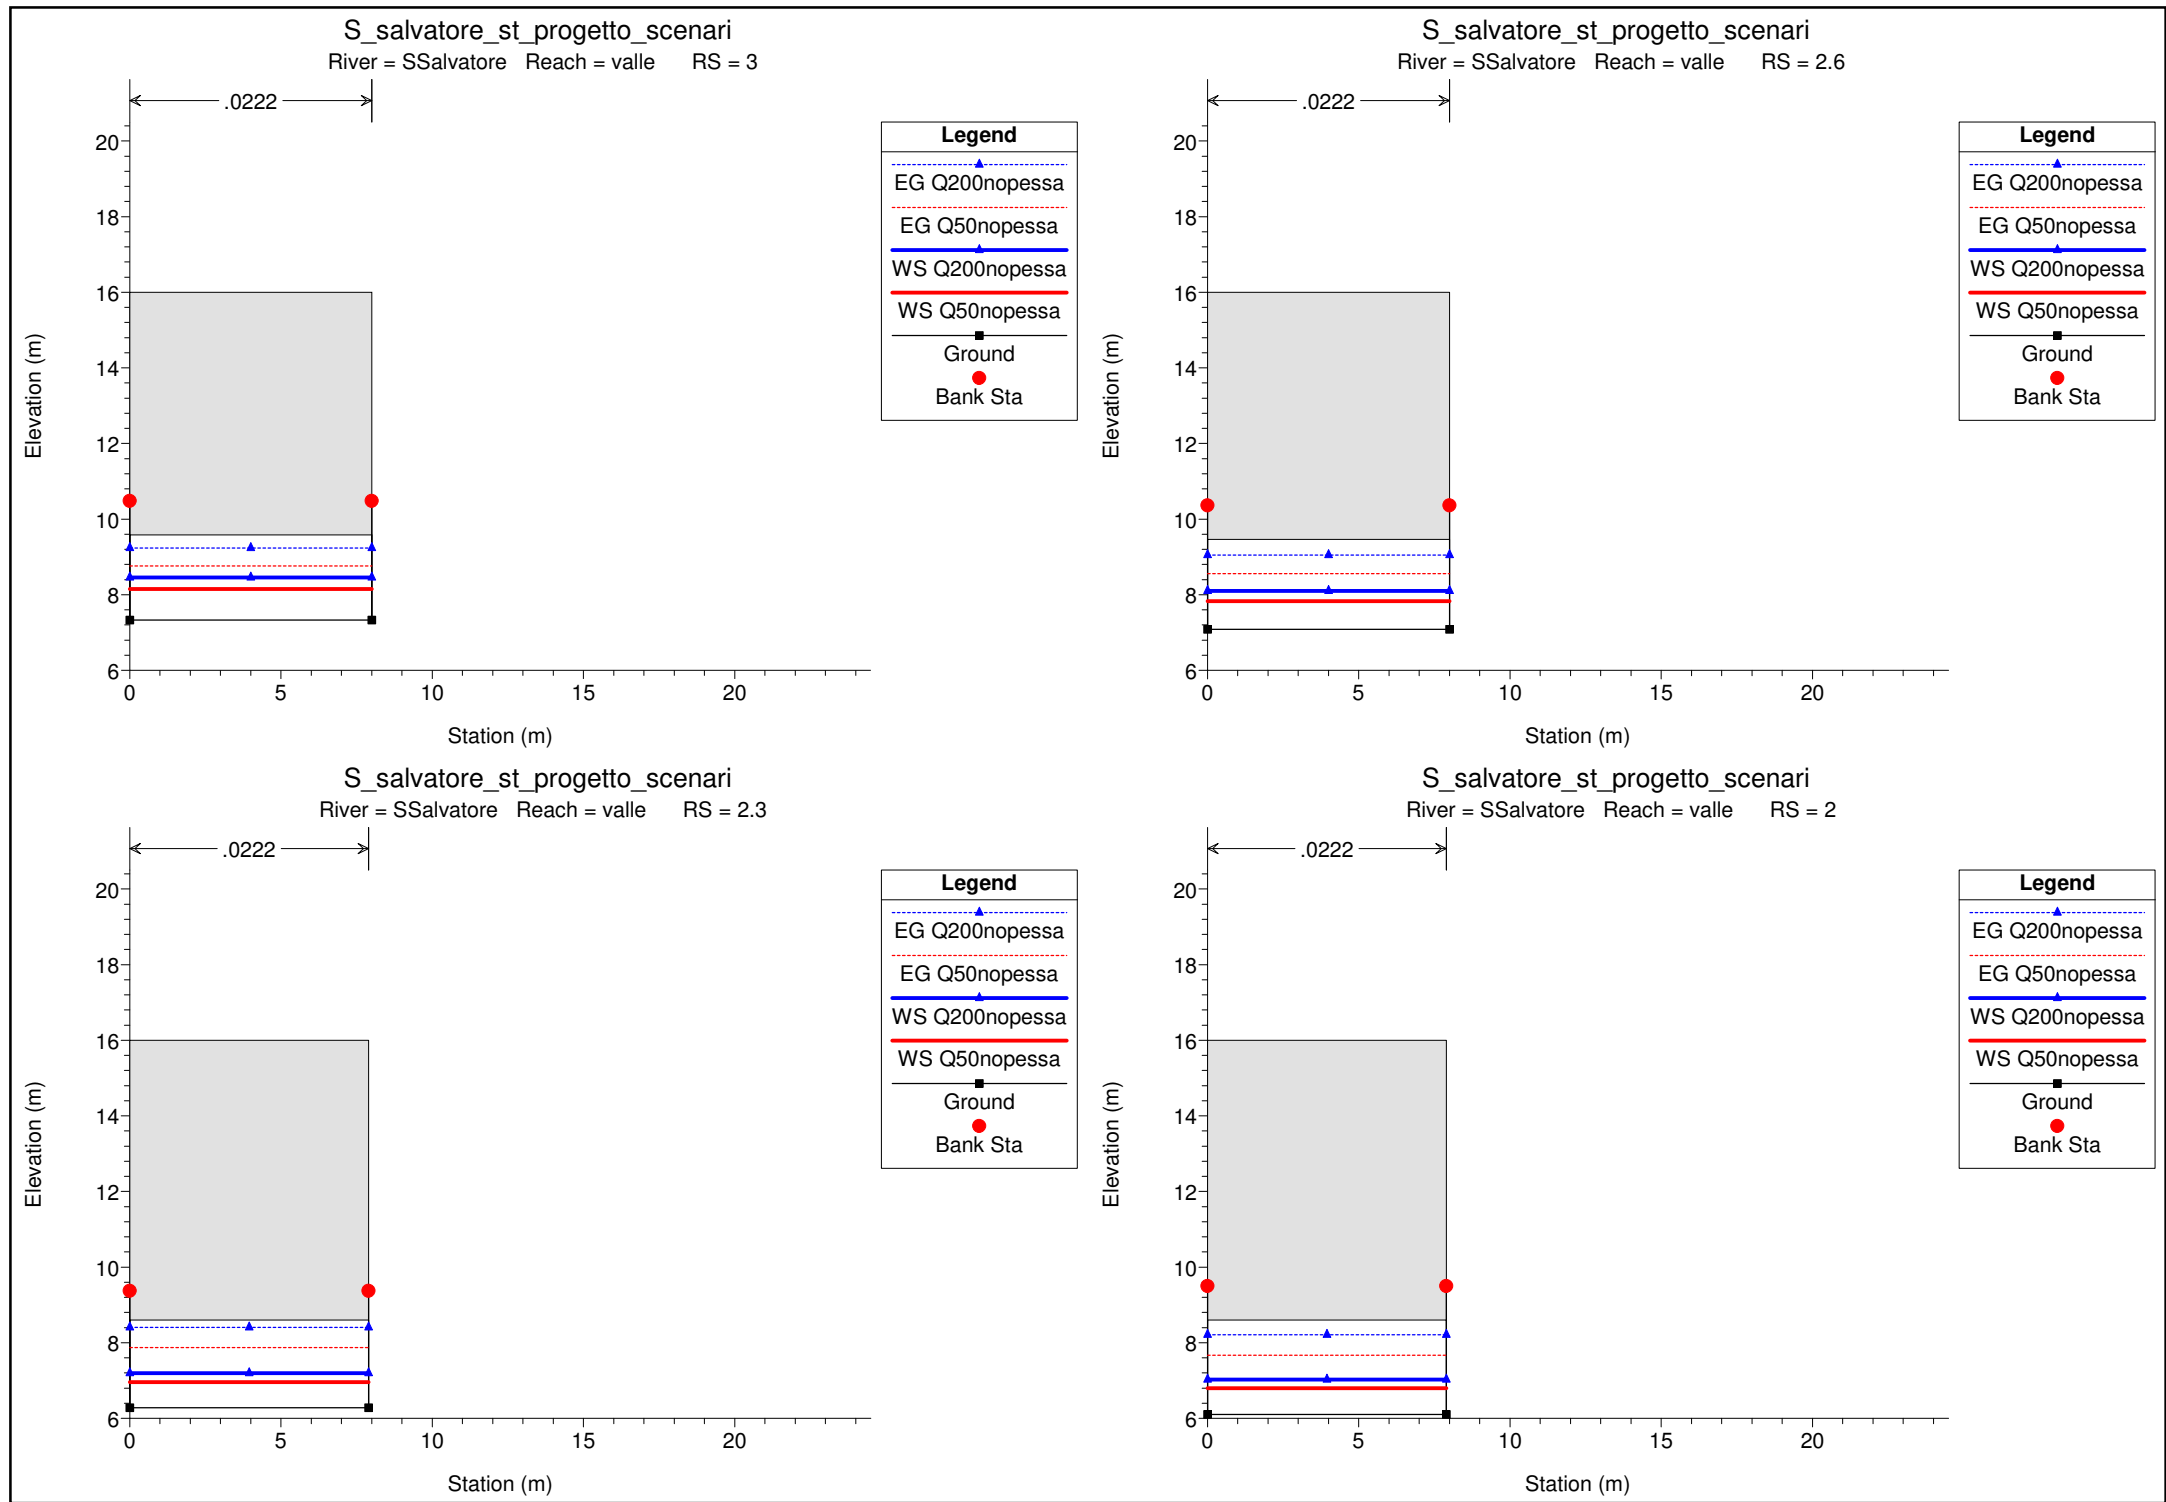 S_salvatore_st_progetto_scenari
River = SSalvatore Reach = valle RS = 3
.0222
Elevation (m)
20
18
16
14
12
10
8
6
0 5 10 15 20
Station (m)
Legend
EG Q200nopessa
EG Q50nopessa
WS Q200nopessa
WS Q50nopessa
Ground
Bank Sta
S_salvatore_st_progetto_scenari
River = SSalvatore Reach = valle RS = 2.6
.0222
Elevation (m)
20
18
16
14
12
10
8
6
0 5 10 15 20
Station (m)
Legend
EG Q200nopessa
EG Q50nopessa
WS Q200nopessa
WS Q50nopessa
Ground
Bank Sta
S_salvatore_st_progetto_scenari
River = SSalvatore Reach = valle RS = 2.3
.0222
Elevation (m)
20
18
16
14
12
10
8
6
0 5 10 15 20
Station (m)
Legend
EG Q200nopessa
EG Q50nopessa
WS Q200nopessa
WS Q50nopessa
Ground
Bank Sta
S_salvatore_st_progetto_scenari
River = SSalvatore Reach = valle RS = 2
.0222
Elevation (m)
20
18
16
14
12
10
8
6
0 5 10 15 20
Station (m)
Legend
EG Q200nopessa
EG Q50nopessa
WS Q200nopessa
WS Q50nopessa
Ground
Bank Sta